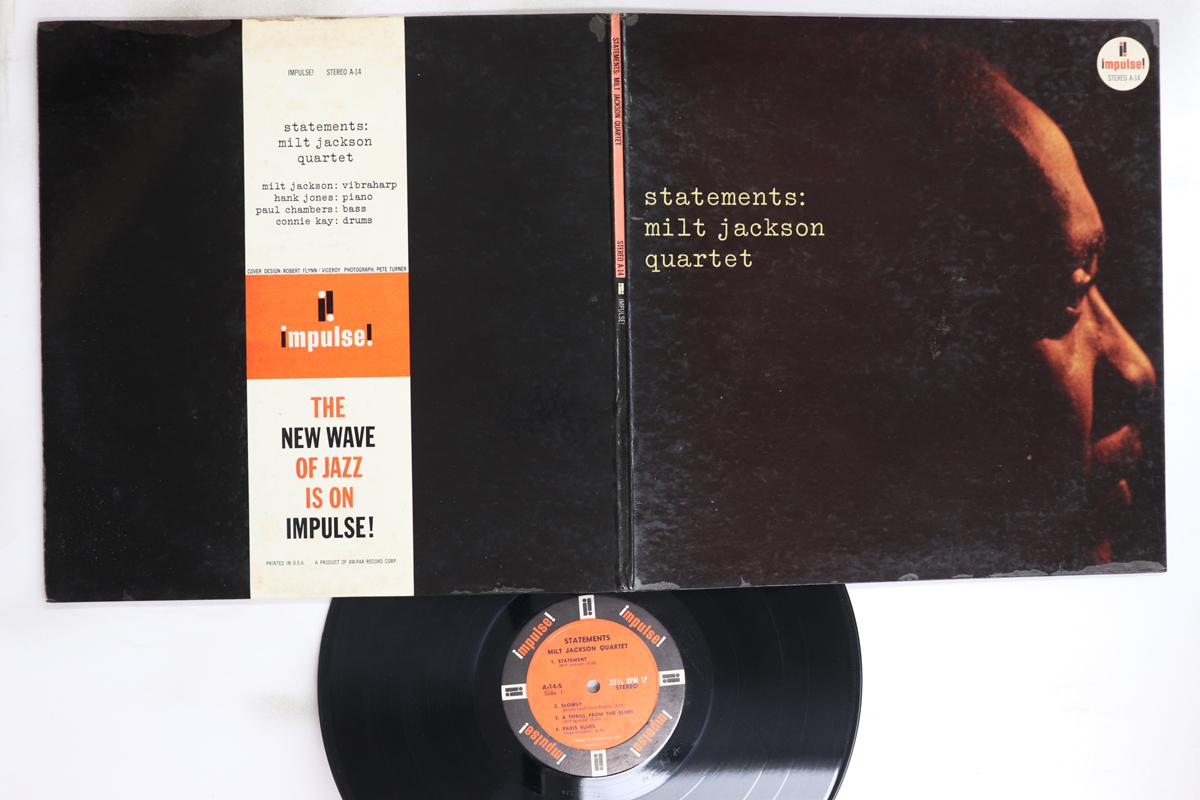 IMPULSE! STEREO A-14
statements:
milt jackson
quartet
milt jackson: vibraharp
hank jones: piano
paul chambers: bass
connie kay: drums
COVER DESIGN: ROBERT FLYNN / VICEROY PHOTOGRAPH: PETE TURNER
impulse!
THE
NEW WAVE
OF JAZZ
IS ON
IMPULSE!
PRINTED IN U.S.A. A PRODUCT OF AM-PAR RECORD CORP.
STATEMENTS: MILT JACKSON QUARTET
STEREO A-14
IMPULSE!
statements:
milt jackson
quartet
impulse!
STEREO A-14
impulse!
impulse!
STATEMENTS
MILT JACKSON QUARTET
1. STATEMENT
A-14-S
Side 1
33⅓ RPM LP
STEREO
2. SLOWLY
3. A THRILL FROM THE BLUES
4. PARIS BLUES
impulse!
impulse!